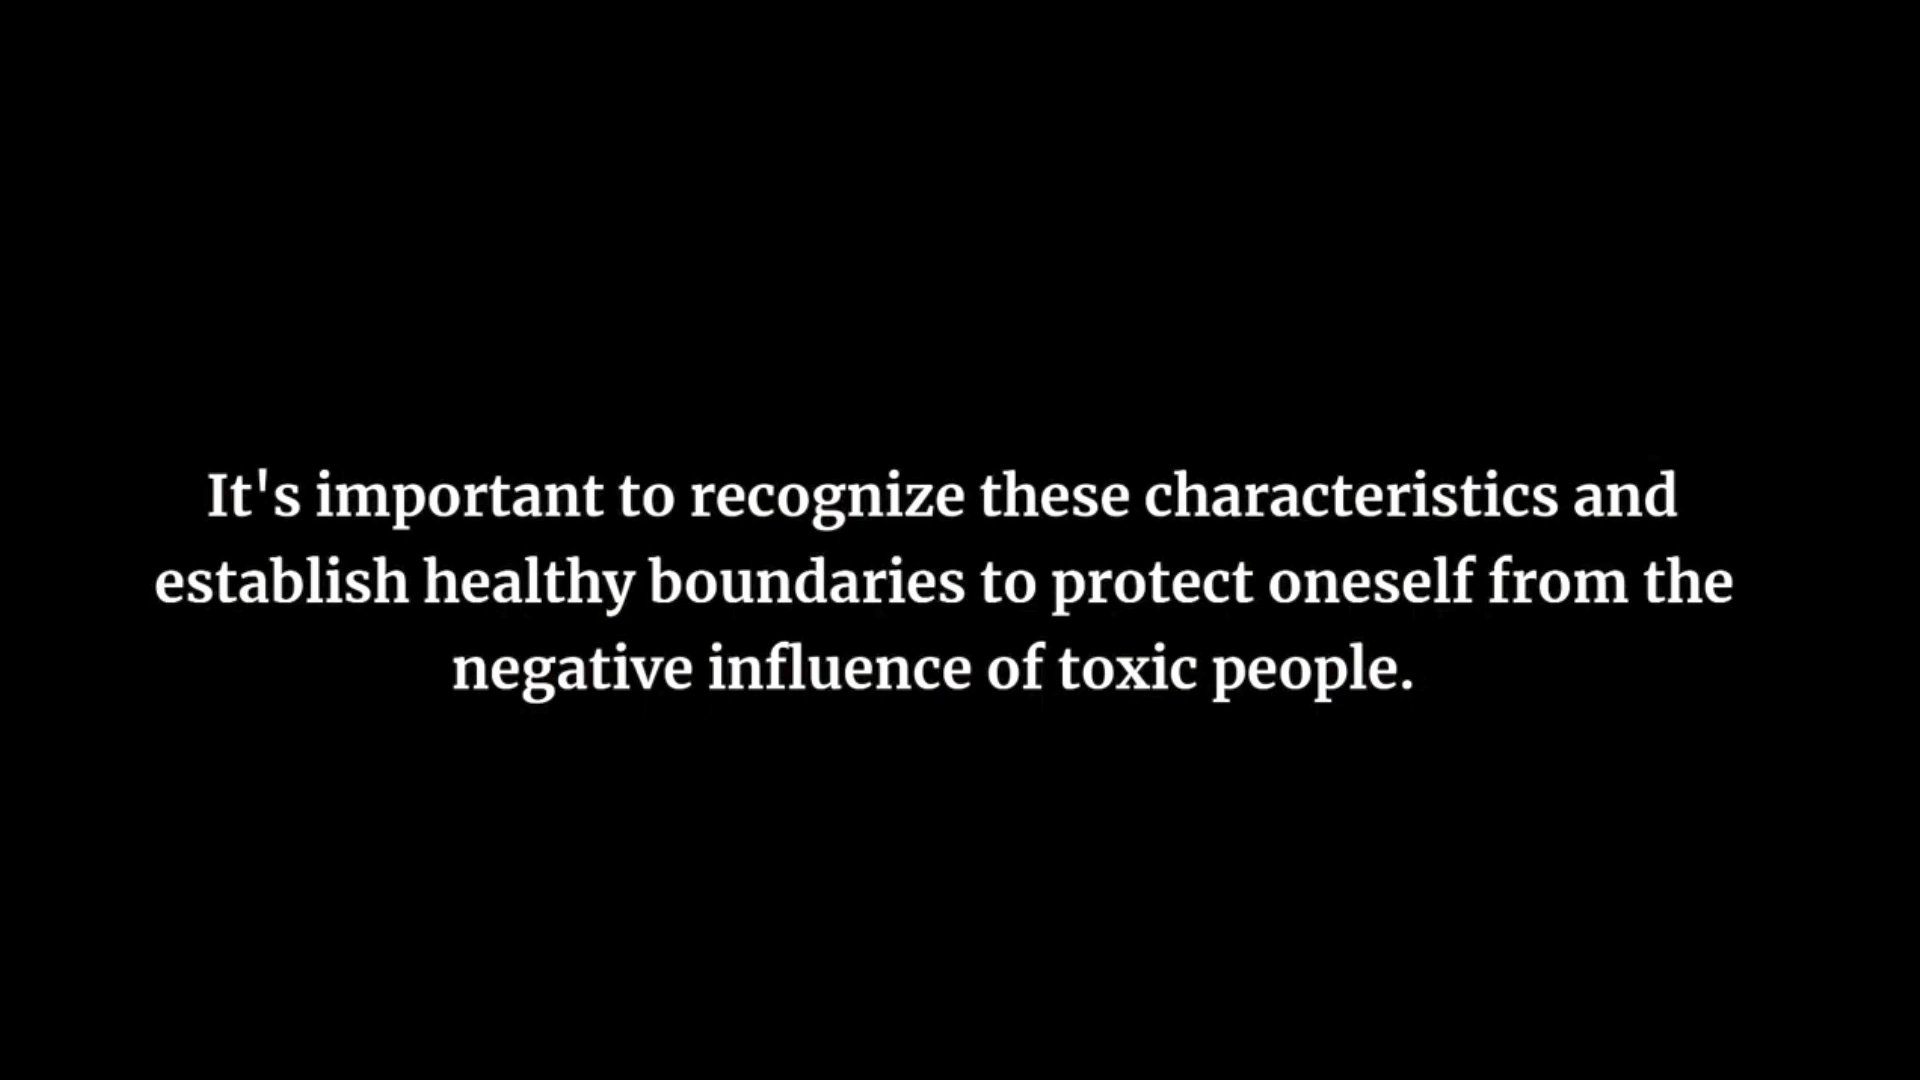 It's important to recognize these characteristics and
establish healthy boundaries to protect oneself from the
negative influence of toxic people.